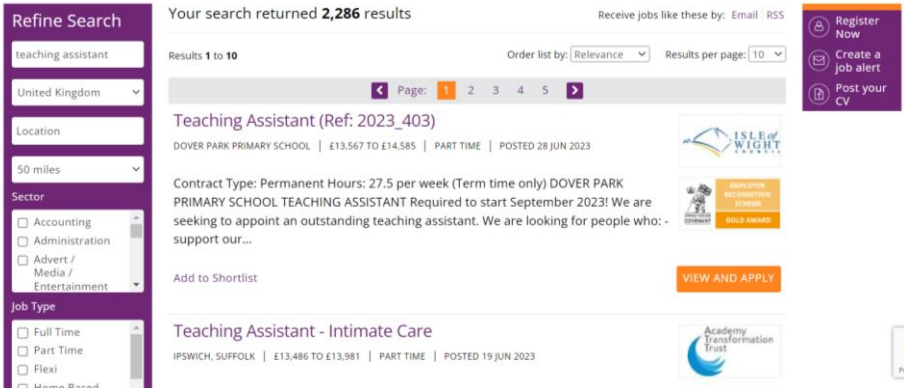 Refine Search
teaching assistant
United Kingdom
Location
50 miles
Sector
Accounting
Administration
Advert /
Media /
Entertainment
Job Type
Full Time
Part Time
Flexi
Home Based
Your search returned 2,286 results
Receive jobs like these by: Email RSS
Results 1 to 10
Order list by: Relevance
Results per page: 10
Page: 1 2 3 4 5
Teaching Assistant (Ref: 2023_403)
DOVER PARK PRIMARY SCHOOL | £13,567 TO £14,585 | PART TIME | POSTED 28 JUN 2023
ISLE of
WIGHT
COUNCIL
Contract Type: Permanent Hours: 27.5 per week (Term time only) DOVER PARK
PRIMARY SCHOOL TEACHING ASSISTANT Required to start September 2023! We are
seeking to appoint an outstanding teaching assistant. We are looking for people who: -
support our...
EMPLOYER
RECOGNITION
SCHEME
GOLD AWARD
COVENANT
Add to Shortlist
VIEW AND APPLY
Teaching Assistant - Intimate Care
IPSWICH, SUFFOLK | £13,486 TO £13,981 | PART TIME | POSTED 19 JUN 2023
Academy
Transformation
Trust
Register
Now
Create a
job alert
Post your
CV